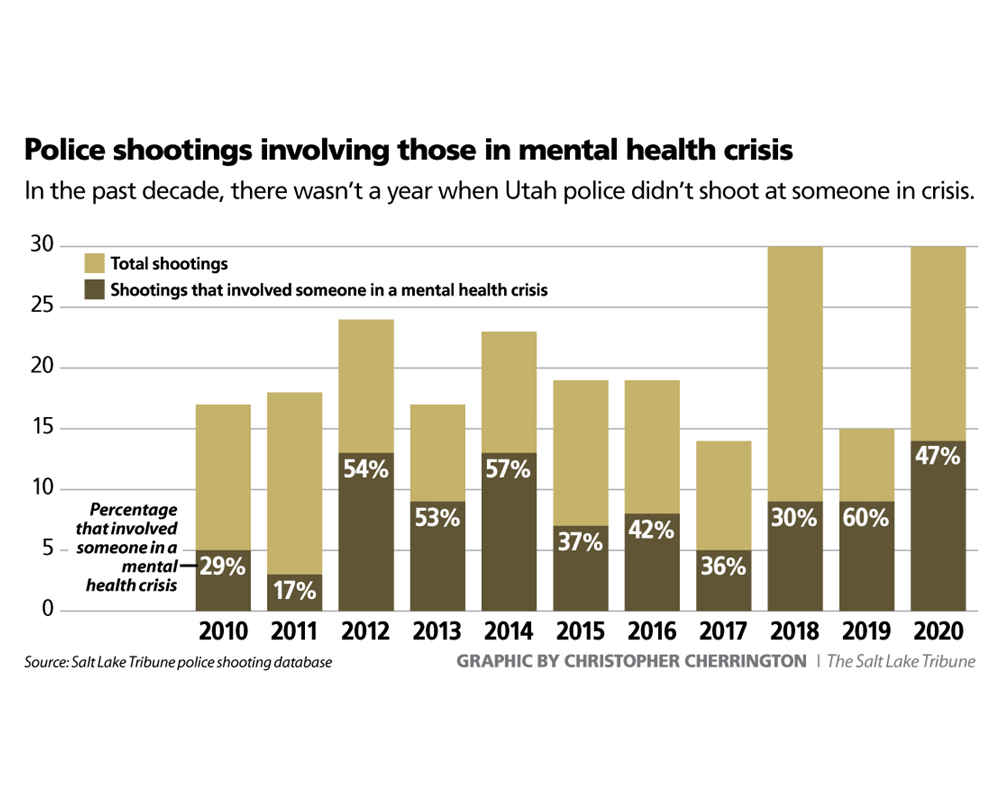 Police shootings involving those in mental health crisis
In the past decade, there wasn’t a year when Utah police didn’t shoot at someone in crisis.
30
Total shootings
Shootings that involved someone in a mental health crisis
25
20
15
10
5
0
Percentage
that involved
someone in a
mental
health crisis
29%
17%
54%
53%
57%
37%
42%
36%
30%
60%
47%
2010 2011 2012 2013 2014 2015 2016 2017 2018 2019 2020
Source: Salt Lake Tribune police shooting database
GRAPHIC BY CHRISTOPHER CHERRINGTON | The Salt Lake Tribune